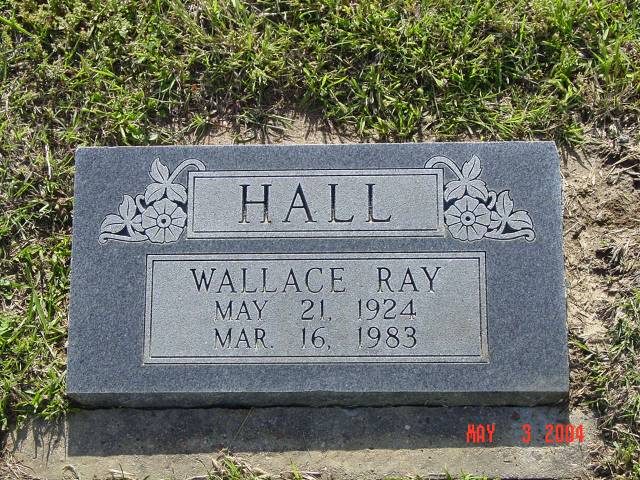 HALL
WALLACE RAY
MAY 21, 1924
MAR. 16, 1983
MAY 3 2004